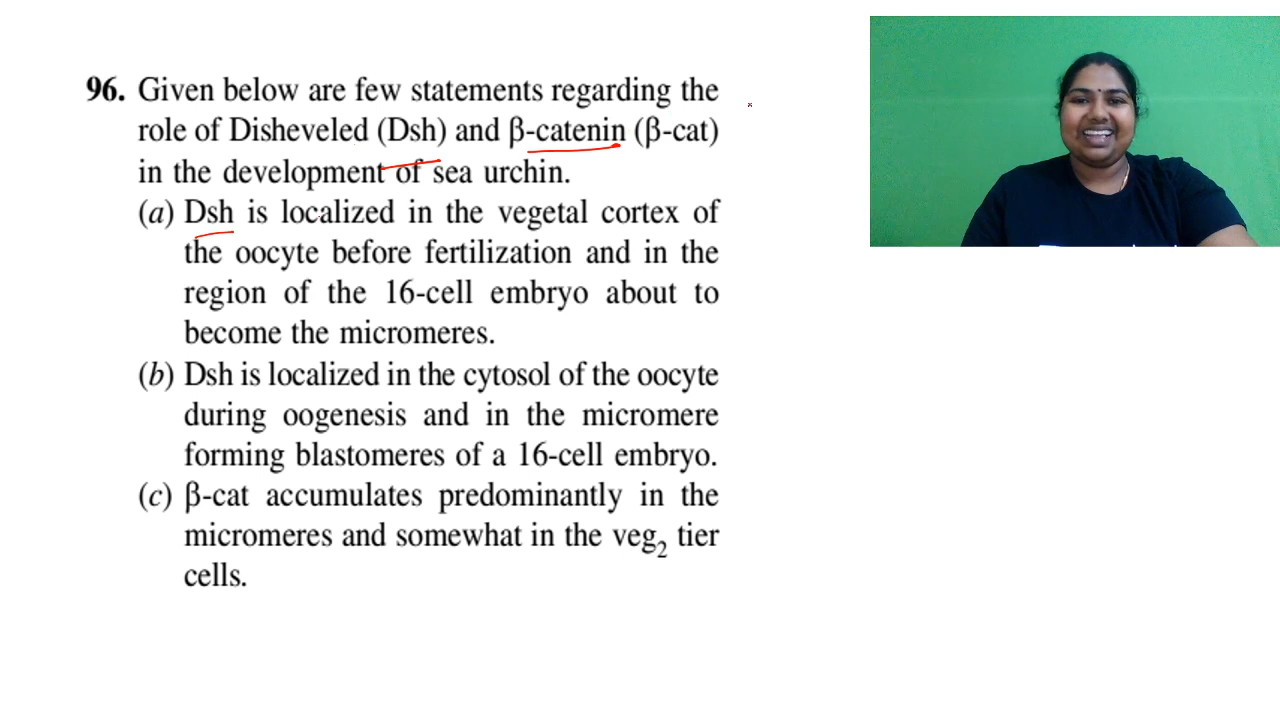 96. Given below are few statements regarding the
role of Disheveled (Dsh) and β-catenin (β-cat)
in the development of sea urchin.
(a) Dsh is localized in the vegetal cortex of
the oocyte before fertilization and in the
region of the 16-cell embryo about to
become the micromeres.
(b) Dsh is localized in the cytosol of the oocyte
during oogenesis and in the micromere
forming blastomeres of a 16-cell embryo.
(c) β-cat accumulates predominantly in the
micromeres and somewhat in the veg₂ tier
cells.